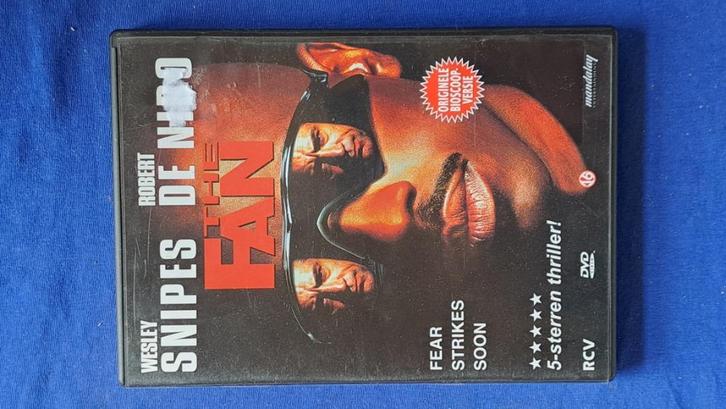 WESLEY
SNIPES
ROBERT
DE NIRO
THE
FAN
ORIGINELE
BIOSCOOP-
VERSIE
mandalay
FEAR
STRIKES
SOON
★★★★★
5-sterren thriller!
16
RCV
DVD